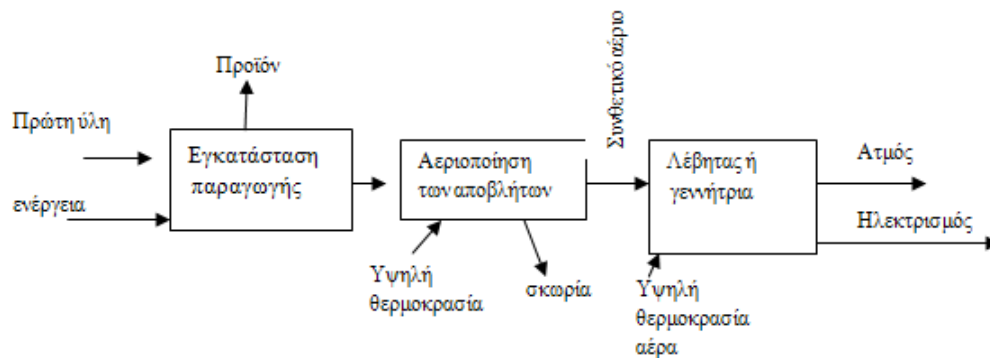 Προϊόν
Πρώτη ύλη
ενέργεια
Εγκατάσταση
παραγωγής
Αεριοποίηση
των αποβλήτων
Υψηλή
θερμοκρασία
σκωρία
Συνθετικό αέριο
Λέβητας ή
γεννήτρια
Υψηλή
θερμοκρασία
αέρα
Ατμός
Ηλεκτρισμός